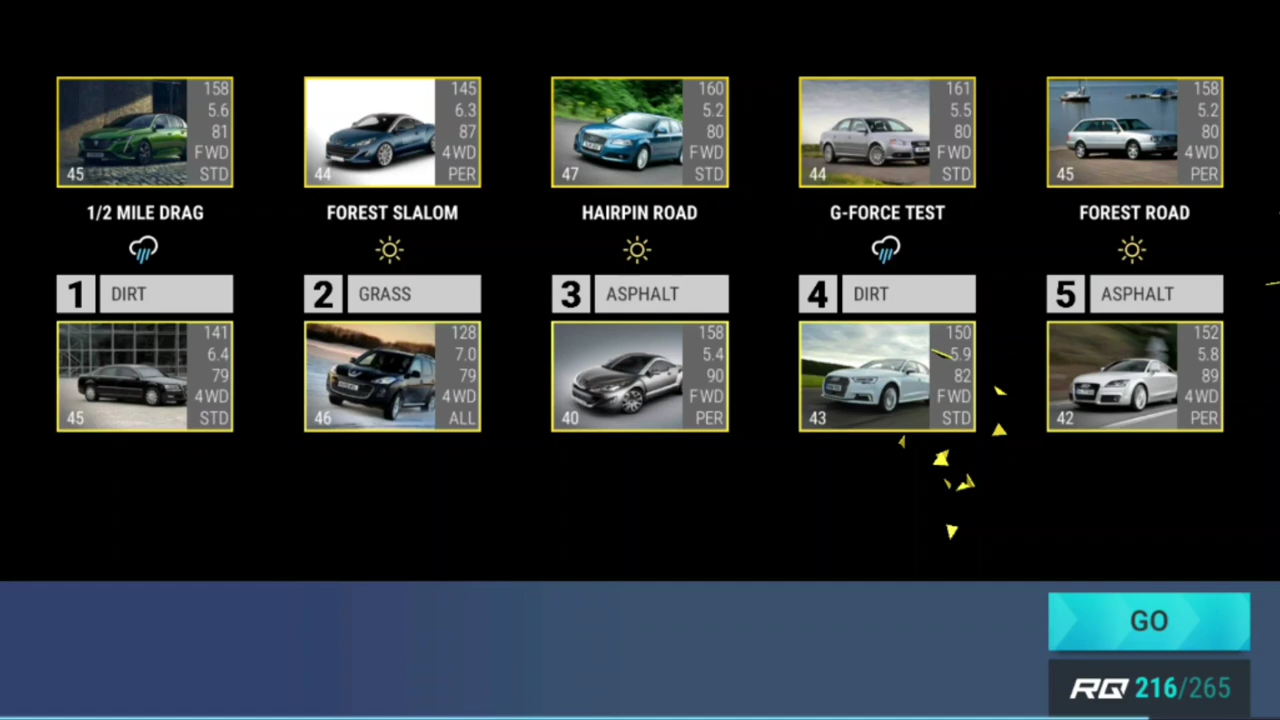 158
5.6
81
FWD
45 STD
145
6.3
87
4WD
44 PER
160
5.2
80
FWD
47 STD
161
5.5
80
FWD
44 STD
158
5.2
80
4WD
45 PER
1/2 MILE DRAG
FOREST SLALOM
HAIRPIN ROAD
G-FORCE TEST
FOREST ROAD
1 DIRT
2 GRASS
3 ASPHALT
4 DIRT
5 ASPHALT
141
6.4
79
4WD
45 STD
128
7.0
79
4WD
46 ALL
158
5.4
90
FWD
40 PER
150
5.9
82
FWD
43 STD
152
5.8
89
4WD
42 PER
GO
RQ 216/265